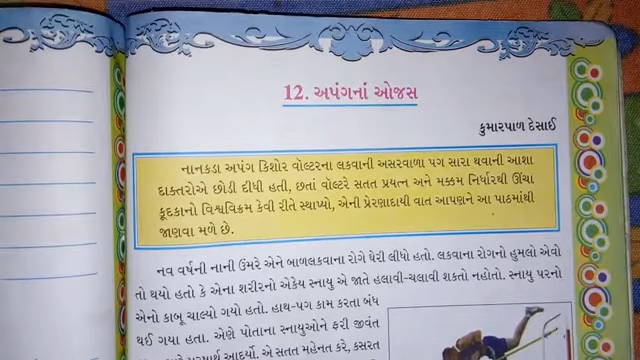 12. અપંગનાં ઓજસ
કુમારપાળ દેસાઈ
નાનકડા અપંગ કિશોર વોલ્ટરના લકવાની અસરવાળા પગ સારા થવાની આશા
દાક્તરોએ છોડી દીધી હતી, છતાં વોલ્ટરે સતત પ્રયત્ન અને મક્કમ નિર્ધારથી ઊંચા
કૂદકાનો વિશ્વવિક્રમ કેવી રીતે સ્થાપ્યો, એની પ્રેરણાદાયી વાત આપણને આ પાઠમાંથી
જાણવા મળે છે.
નવ વર્ષની નાની ઉંમરે એને બાળલકવાના રોગે ઘેરી લીધો હતો. લકવાના રોગનો હુમલો એવો
તો થયો હતો કે એના શરીરનો એકેય સ્નાયુ એ જાતે હલાવી-ચલાવી શકતો નહોતો. સ્નાયુ પરનો
એનો કાબૂ ચાલ્યો ગયો હતો. હાથ-પગ કામ કરતા બંધ
થઈ ગયા હતા. એણે પોતાના સ્નાયુઓને ફરી જીવંત
આદર્યો. એ સતત મહેનત કરે, કસરત